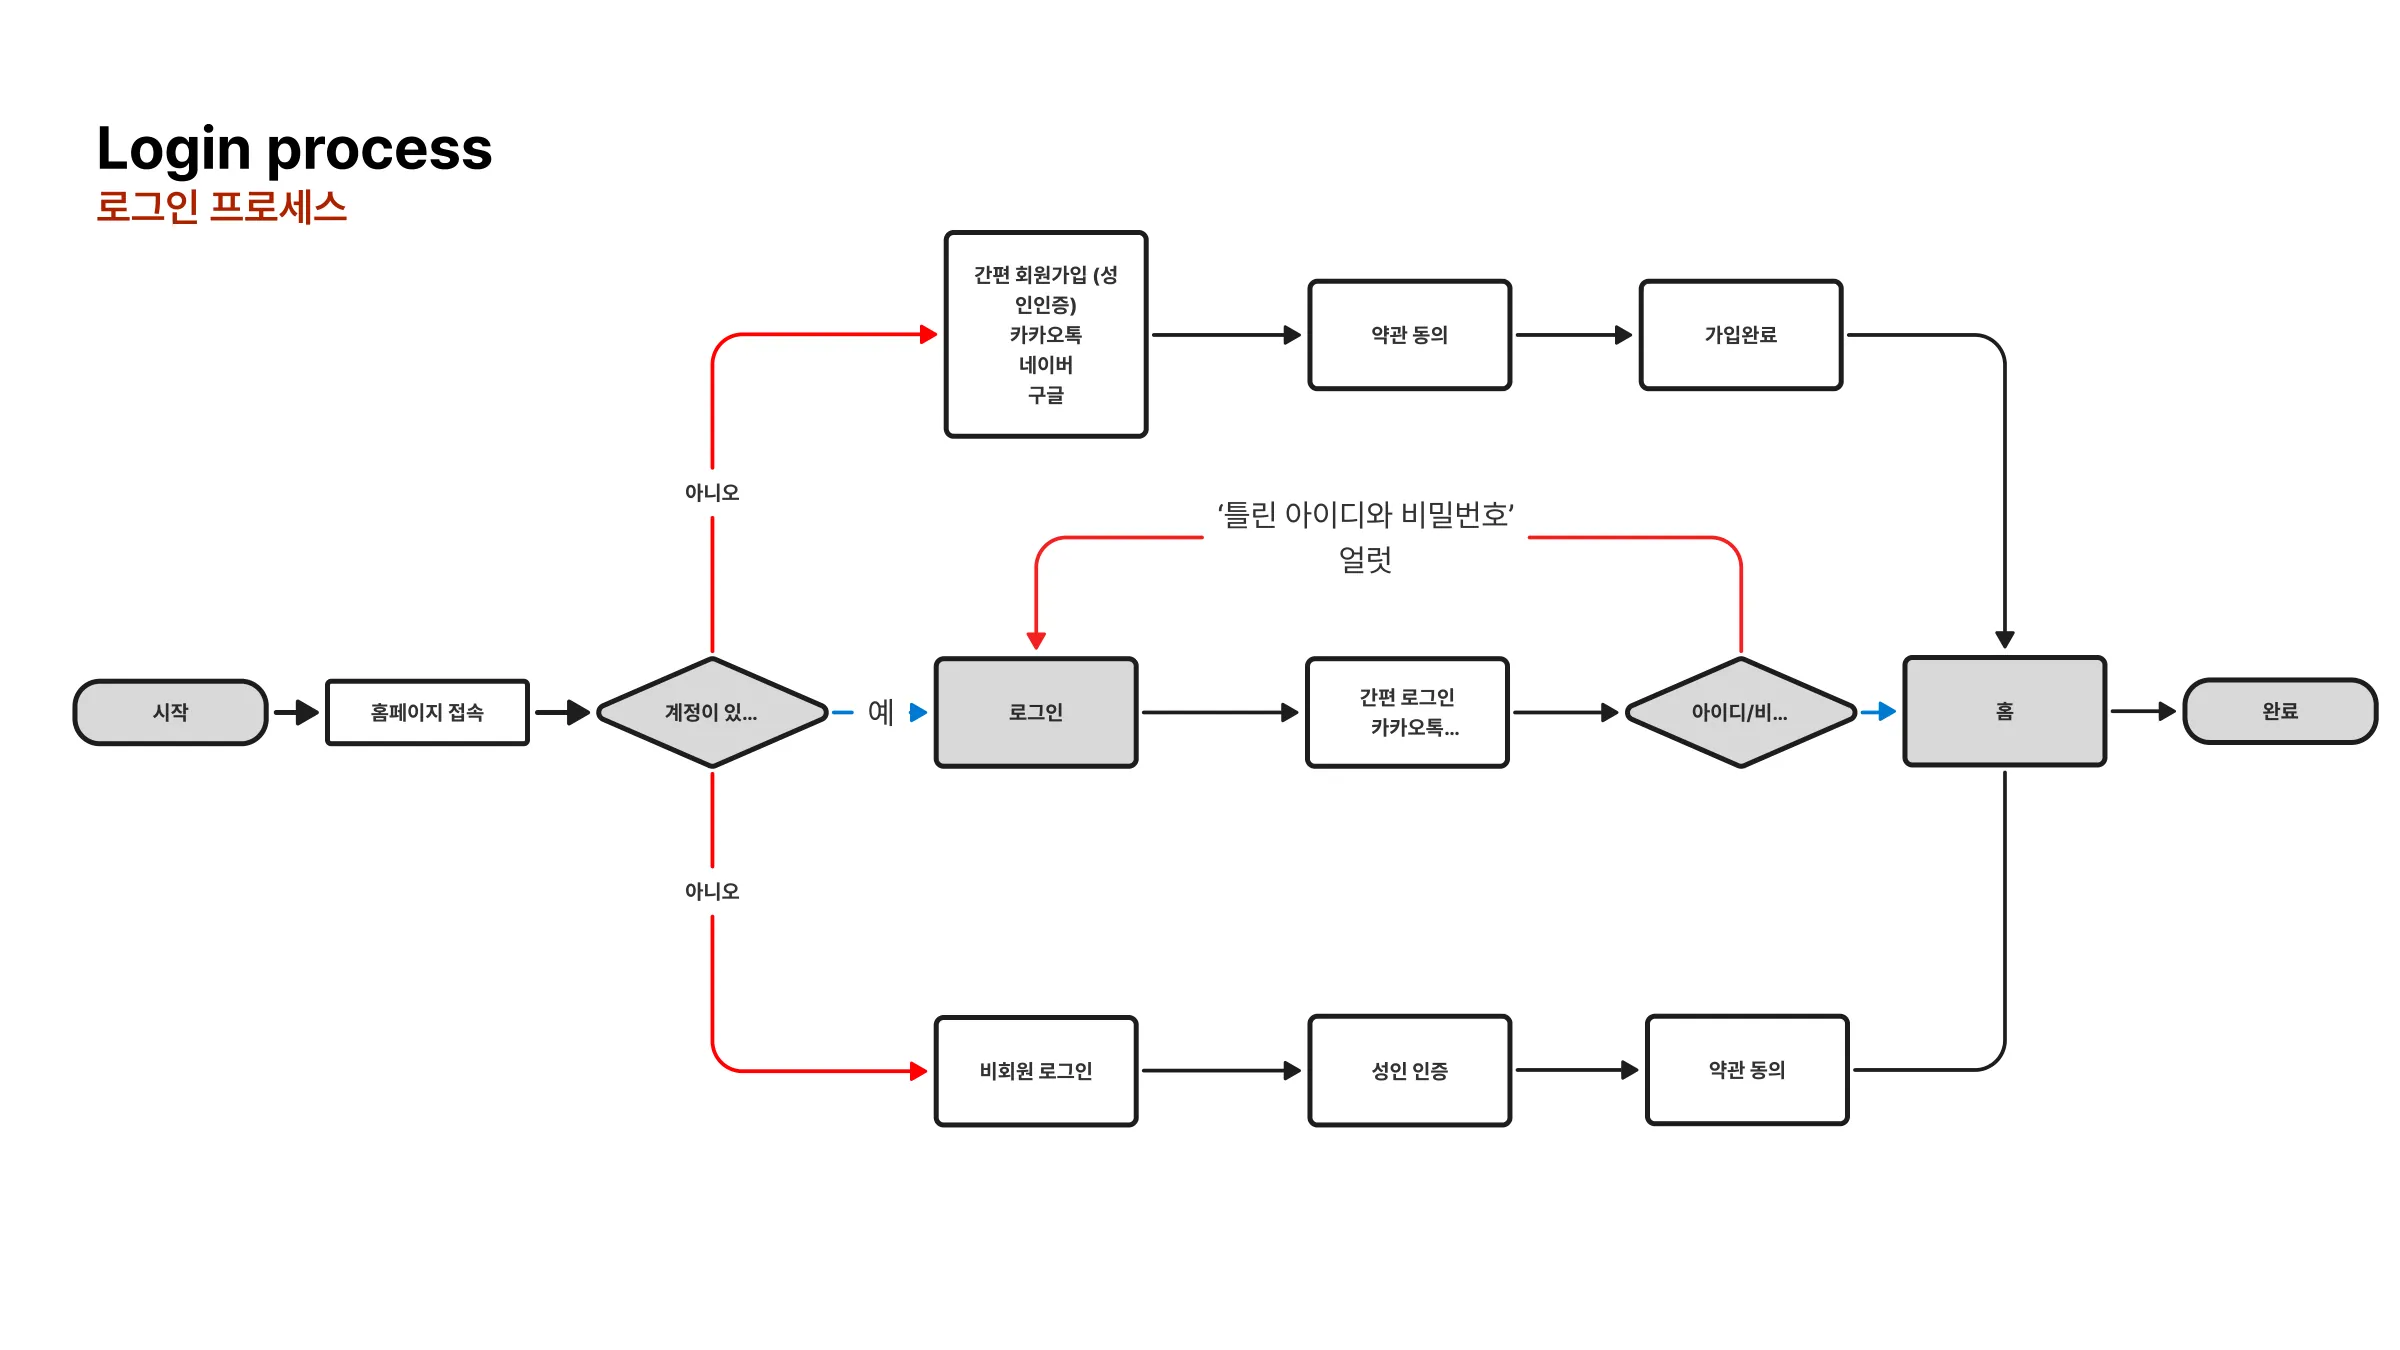 Login process
로그인 프로세스
간편 회원가입 (성
인인증)
카카오톡
네이버
구글
약관 동의
가입완료
아니오
‘틀린 아이디와 비밀번호’
얼럿
시작
홈페이지 접속
계정이 있...
예
로그인
간편 로그인
카카오톡...
아이디/비...
홈
완료
아니오
비회원 로그인
성인 인증
약관 동의